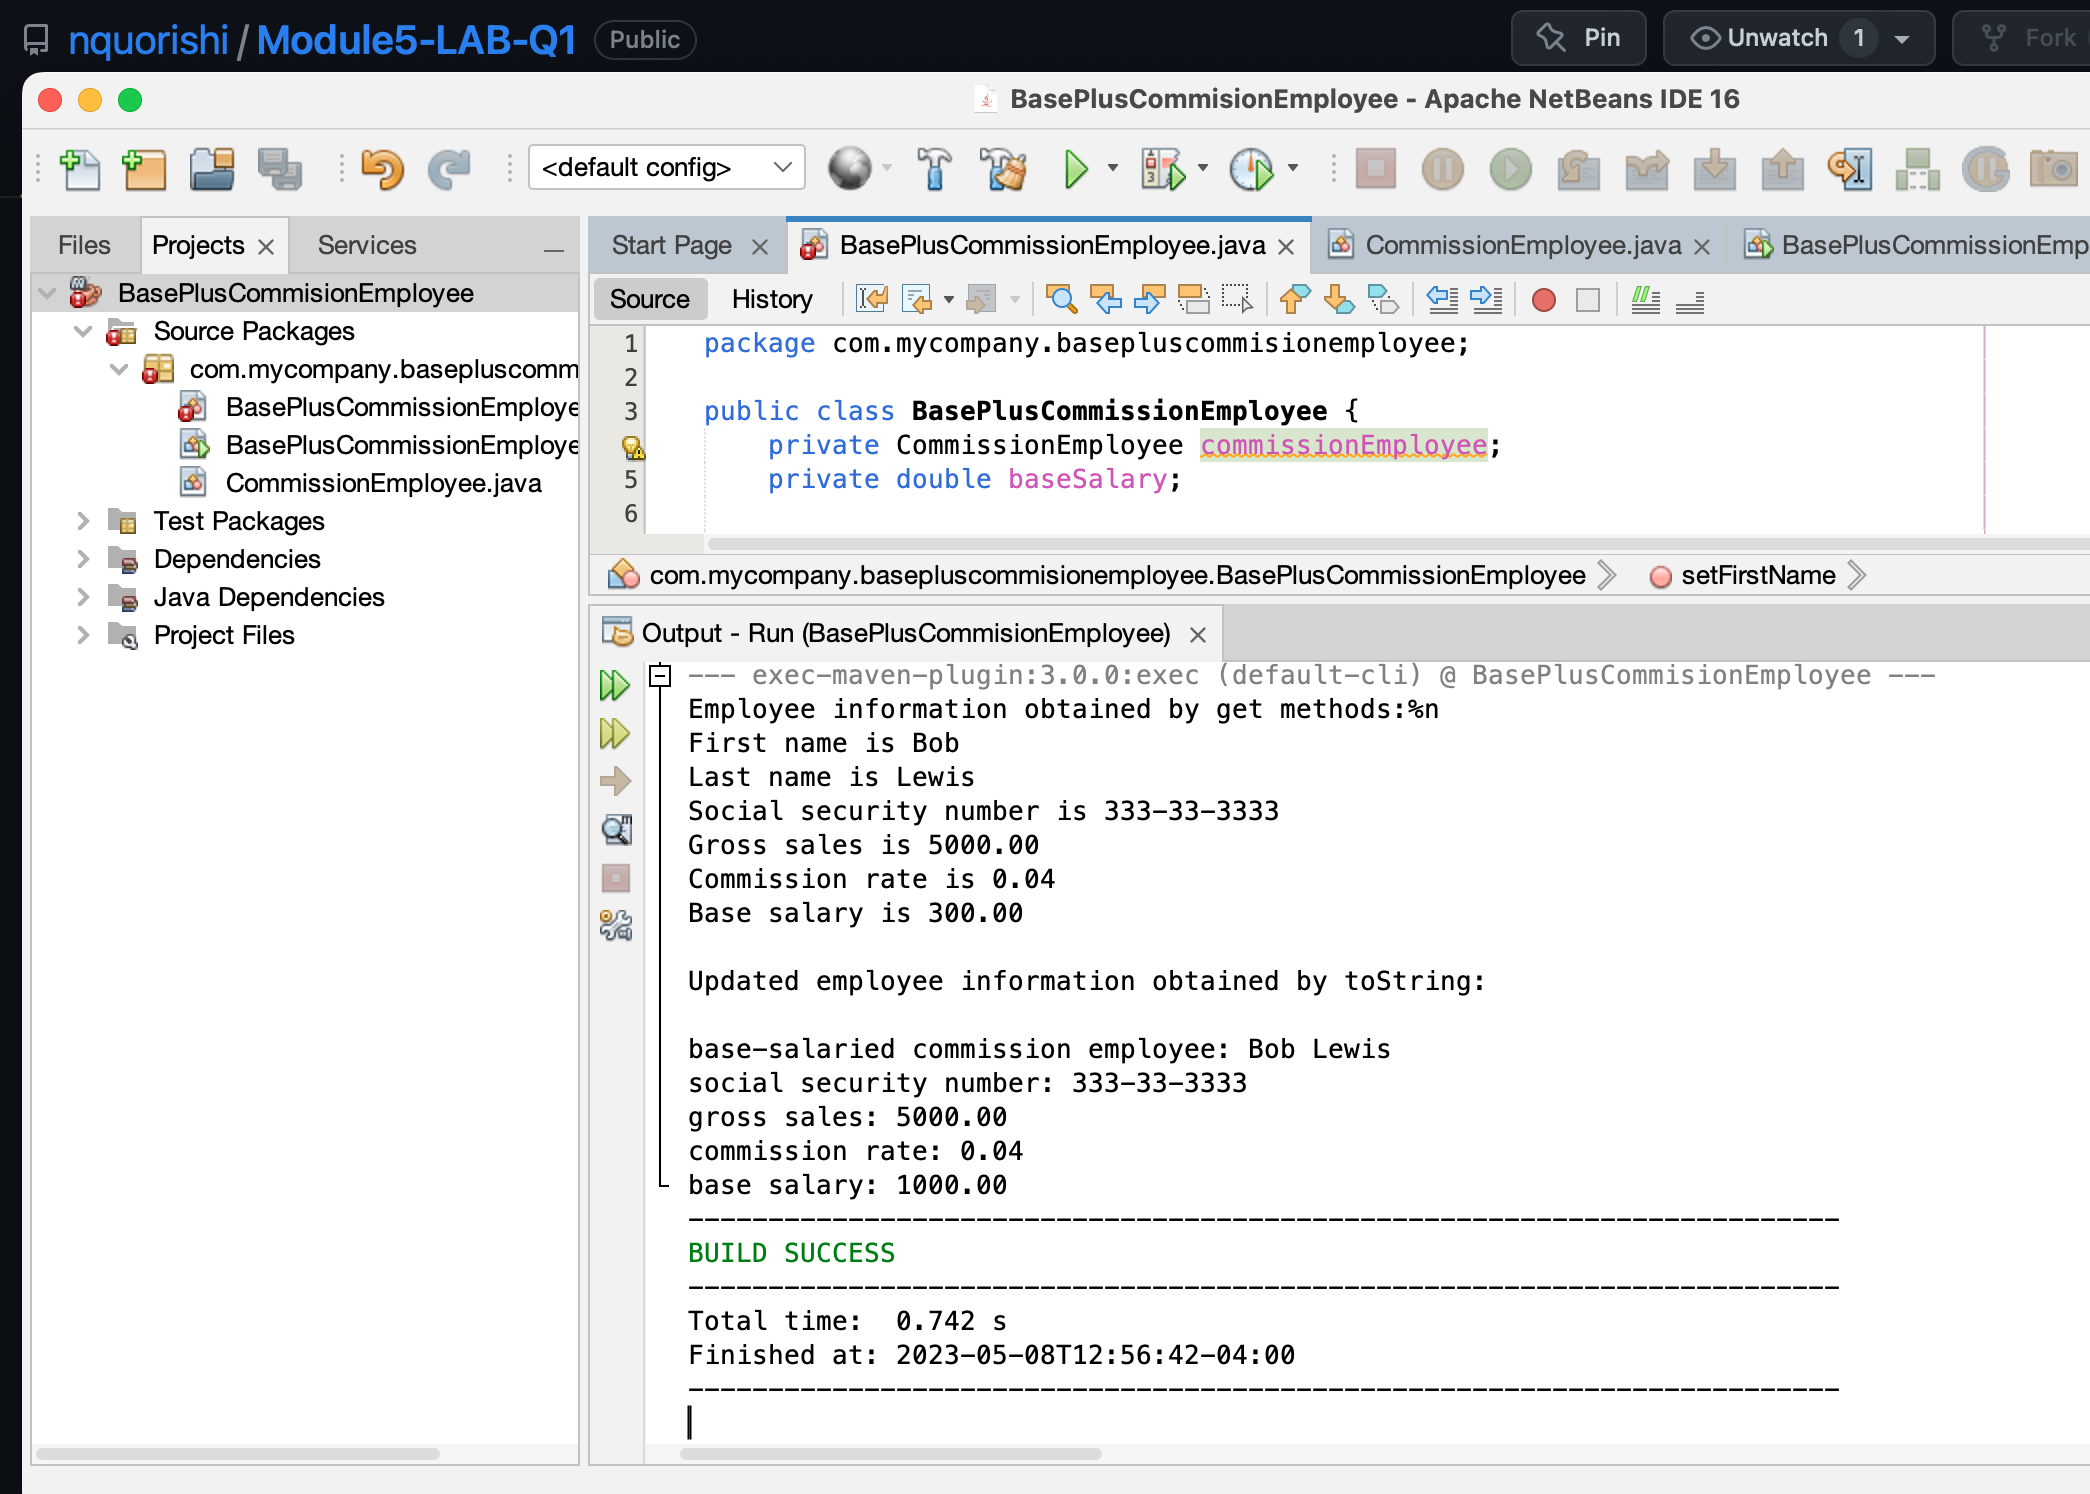 nquorishi / Module5-LAB-Q1 Public Pin Unwatch 1 Fork
BasePlusCommisionEmployee - Apache NetBeans IDE 16
<default config>
Files Projects Services
Start Page BasePlusCommissionEmployee.java CommissionEmployee.java BasePlusCommissionEmp
BasePlusCommisionEmployee
Source Packages
com.mycompany.basepluscomm
BasePlusCommissionEmploye
BasePlusCommissionEmploye
CommissionEmployee.java
Test Packages
Dependencies
Java Dependencies
Project Files
Source History
1 package com.mycompany.basepluscommisionemployee;
2
3 public class BasePlusCommissionEmployee {
private CommissionEmployee commissionEmployee;
5 private double baseSalary;
6
com.mycompany.basepluscommisionemployee.BasePlusCommissionEmployee setFirstName
Output - Run (BasePlusCommisionEmployee)
--- exec-maven-plugin:3.0.0:exec (default-cli) @ BasePlusCommisionEmployee ---
Employee information obtained by get methods:%n
First name is Bob
Last name is Lewis
Social security number is 333-33-3333
Gross sales is 5000.00
Commission rate is 0.04
Base salary is 300.00
Updated employee information obtained by toString:
base-salaried commission employee: Bob Lewis
social security number: 333-33-3333
gross sales: 5000.00
commission rate: 0.04
base salary: 1000.00
------------------------------------------------------------------------
BUILD SUCCESS
------------------------------------------------------------------------
Total time:  0.742 s
Finished at: 2023-05-08T12:56:42-04:00
------------------------------------------------------------------------